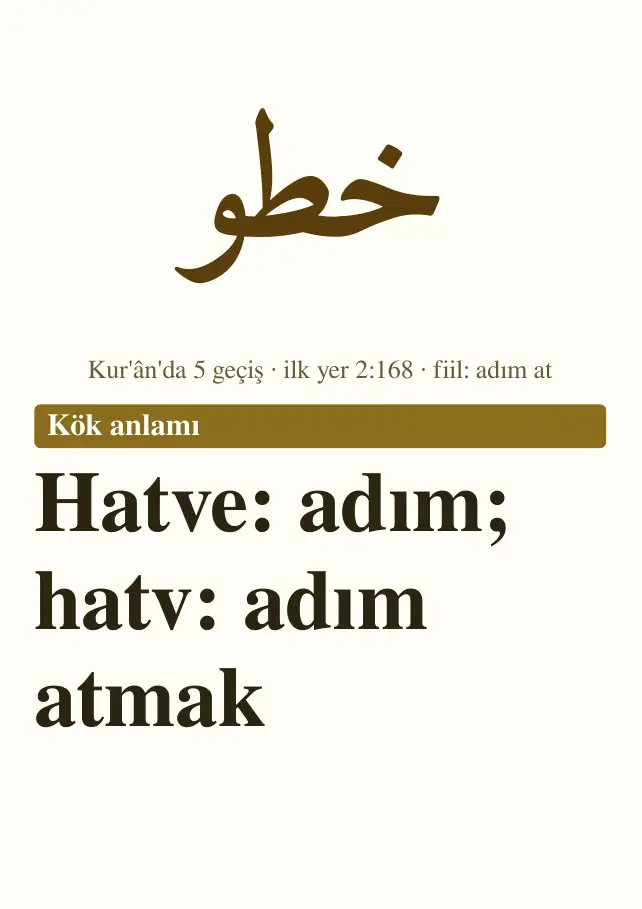 خطو
Kur'ân'da 5 geçiş · ilk yer 2:168 · fiil: adım at
Kök anlamı
Hatve: adım;
hatv: adım
atmak